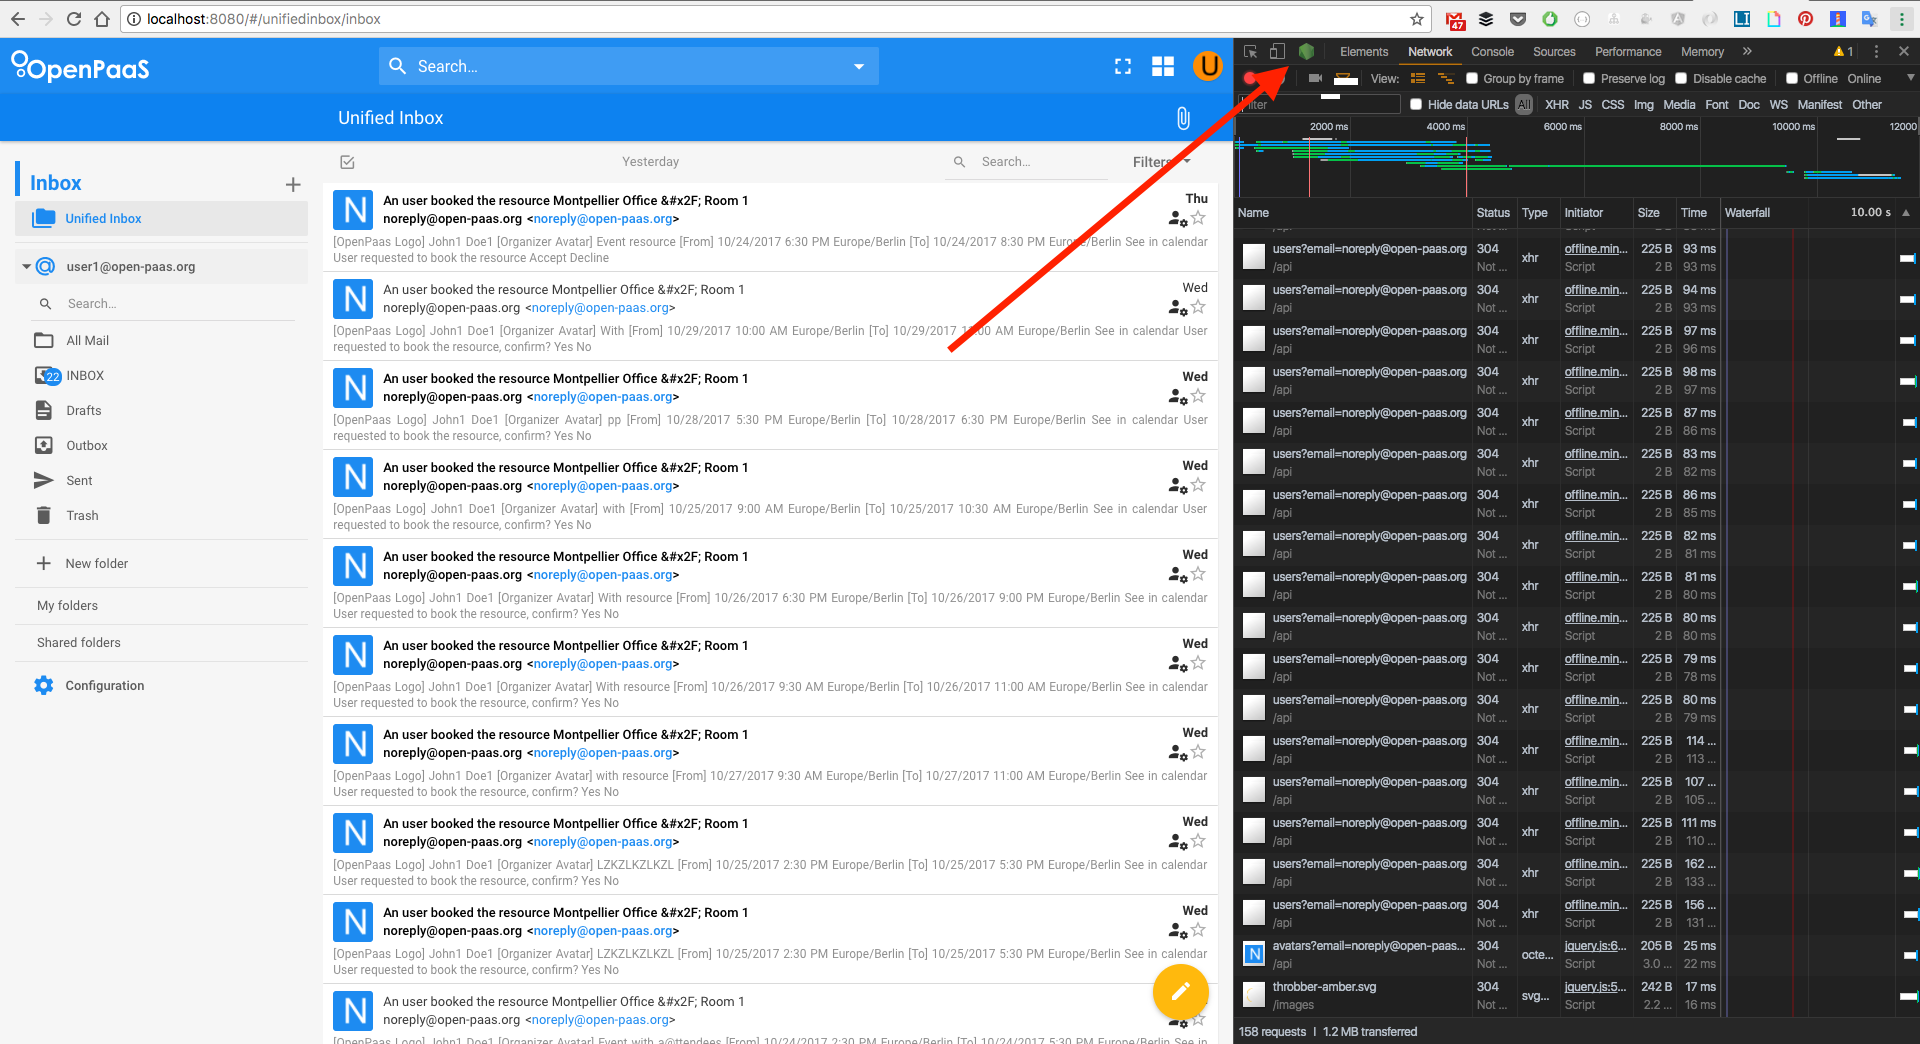 localhost:8080/#/unifiedinbox/inbox
47
OpenPaaS
Search...
U
Unified Inbox
Inbox
Unified Inbox
user1@open-paas.org
Search...
All Mail
22
INBOX
Drafts
Outbox
Sent
Trash
New folder
My folders
Shared folders
Configuration
Yesterday
Search...
Filters
N
An user booked the resource Montpellier Office &#x2F; Room 1
Thu
noreply@open-paas.org <noreply@open-paas.org>
[OpenPaas Logo] John1 Doe1 [Organizer Avatar] Event resource [From] 10/24/2017 6:30 PM Europe/Berlin [To] 10/24/2017 8:30 PM Europe/Berlin See in calendar
User requested to book the resource Accept Decline
N
An user booked the resource Montpellier Office &#x2F; Room 1
Wed
noreply@open-paas.org <noreply@open-paas.org>
[OpenPaas Logo] John1 Doe1 [Organizer Avatar] With [From] 10/29/2017 10:00 AM Europe/Berlin [To] 10/29/2017 AM Europe/Berlin See in calendar User
requested to book the resource, confirm? Yes No
N
An user booked the resource Montpellier Office &#x2F; Room 1
Wed
noreply@open-paas.org <noreply@open-paas.org>
[OpenPaas Logo] John1 Doe1 [Organizer Avatar] pp [From] 10/28/2017 5:30 PM Europe/Berlin [To] 10/28/2017 6:30 PM Europe/Berlin See in calendar User
requested to book the resource, confirm? Yes No
N
An user booked the resource Montpellier Office &#x2F; Room 1
Wed
noreply@open-paas.org <noreply@open-paas.org>
[OpenPaas Logo] John1 Doe1 [Organizer Avatar] with [From] 10/25/2017 9:00 AM Europe/Berlin [To] 10/25/2017 10:30 AM Europe/Berlin See in calendar User
requested to book the resource, confirm? Yes No
N
An user booked the resource Montpellier Office &#x2F; Room 1
Wed
noreply@open-paas.org <noreply@open-paas.org>
[OpenPaas Logo] John1 Doe1 [Organizer Avatar] With resource [From] 10/26/2017 6:30 PM Europe/Berlin [To] 10/26/2017 9:00 PM Europe/Berlin See in calendar
User requested to book the resource, confirm? Yes No
N
An user booked the resource Montpellier Office &#x2F; Room 1
Wed
noreply@open-paas.org <noreply@open-paas.org>
[OpenPaas Logo] John1 Doe1 [Organizer Avatar] With resource [From] 10/26/2017 9:30 AM Europe/Berlin [To] 10/26/2017 11:00 AM Europe/Berlin See in calendar
User requested to book the resource, confirm? Yes No
N
An user booked the resource Montpellier Office &#x2F; Room 1
Wed
noreply@open-paas.org <noreply@open-paas.org>
[OpenPaas Logo] John1 Doe1 [Organizer Avatar] with resource [From] 10/27/2017 9:30 AM Europe/Berlin [To] 10/27/2017 11:00 AM Europe/Berlin See in calendar
User requested to book the resource, confirm? Yes No
N
An user booked the resource Montpellier Office &#x2F; Room 1
Wed
noreply@open-paas.org <noreply@open-paas.org>
[OpenPaas Logo] John1 Doe1 [Organizer Avatar] LZKZLKZLKZL [From] 10/25/2017 2:30 PM Europe/Berlin [To] 10/25/2017 5:30 PM Europe/Berlin See in calendar
User requested to book the resource, confirm? Yes No
N
An user booked the resource Montpellier Office &#x2F; Room 1
Wed
noreply@open-paas.org <noreply@open-paas.org>
[OpenPaas Logo] John1 Doe1 [Organizer Avatar] LZKZLKZLKZL [From] 10/25/2017 2:30 PM Europe/Berlin [To] 10/25/2017 5:30 PM Europe/Berlin See in calendar
User requested to book the resource, confirm? Yes No
N
An user booked the resource Montpellier Office &#x2F; Room 1
noreply@open-paas.org <noreply@open-paas.org>
[OpenPaas Logo] John1 Doe1 [Organizer Avatar] Event with a@ttendees [From] 10/24/2017 2:30 PM Europe/Berlin [To] 10/24/2017 5:30 PM Europe/Berlin See in
Elements Network Console Sources Performance Memory » 1
View: Group by frame Preserve log Disable cache Offline Online
Hide data URLs All XHR JS CSS Img Media Font Doc WS Manifest Other
2000 ms 4000 ms 6000 ms 8000 ms 10000 ms 12000
Name Status Type Initiator Size Time Waterfall 10.00 s
users?email=noreply@open-paas.org 304 xhr offline.min... 225 B 93 ms
/api Not ... Script 2 B 93 ms
users?email=noreply@open-paas.org 304 xhr offline.min... 225 B 94 ms
/api Not ... Script 2 B 93 ms
users?email=noreply@open-paas.org 304 xhr offline.min... 225 B 97 ms
/api Not ... Script 2 B 96 ms
users?email=noreply@open-paas.org 304 xhr offline.min... 225 B 98 ms
/api Not ... Script 2 B 97 ms
users?email=noreply@open-paas.org 304 xhr offline.min... 225 B 87 ms
/api Not ... Script 2 B 86 ms
users?email=noreply@open-paas.org 304 xhr offline.min... 225 B 83 ms
/api Not ... Script 2 B 82 ms
users?email=noreply@open-paas.org 304 xhr offline.min... 225 B 86 ms
/api Not ... Script 2 B 85 ms
users?email=noreply@open-paas.org 304 xhr offline.min... 225 B 82 ms
/api Not ... Script 2 B 81 ms
users?email=noreply@open-paas.org 304 xhr offline.min... 225 B 81 ms
/api Not ... Script 2 B 80 ms
users?email=noreply@open-paas.org 304 xhr offline.min... 225 B 80 ms
/api Not ... Script 2 B 80 ms
users?email=noreply@open-paas.org 304 xhr offline.min... 225 B 79 ms
/api Not ... Script 2 B 78 ms
users?email=noreply@open-paas.org 304 xhr offline.min... 225 B 80 ms
/api Not ... Script 2 B 79 ms
users?email=noreply@open-paas.org 304 xhr offline.min... 225 B 114 ...
/api Not ... Script 2 B 113 ...
users?email=noreply@open-paas.org 304 xhr offline.min... 225 B 107 ...
/api Not ... Script 2 B 105 ...
users?email=noreply@open-paas.org 304 xhr offline.min... 225 B 111 ms
/api Not ... Script 2 B 110 ...
users?email=noreply@open-paas.org 304 xhr offline.min... 225 B 162 ...
/api Not ... Script 2 B 133 ...
users?email=noreply@open-paas.org 304 xhr offline.min... 225 B 156 ...
/api Not ... Script 2 B 131 ...
N avatars?email=noreply@open-paas... 304 octe... jquery.js:6... 205 B 25 ms
/api Not ... Script 3.0 ... 22 ms
throbber-amber.svg 304 svg... jquery.js:5... 242 B 17 ms
/images Not ... Script 2.2 ... 16 ms
158 requests | 1.2 MB transferred